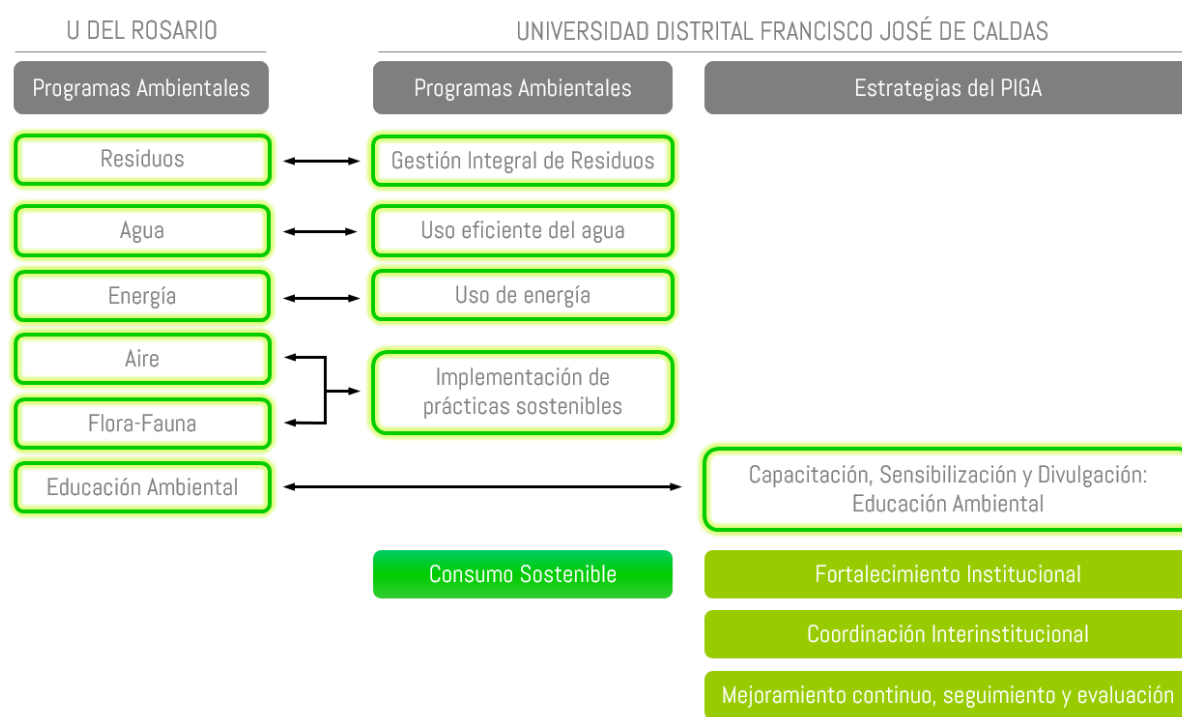 U DEL ROSARIO
UNIVERSIDAD DISTRITAL FRANCISCO JOSÉ DE CALDAS
Programas Ambientales
Programas Ambientales
Estrategias del PIGA
Residuos
Gestión Integral de Residuos
Agua
Uso eficiente del agua
Energía
Uso de energía
Aire
Implementación de
prácticas sostenibles
Flora-Fauna
Educación Ambiental
Capacitación, Sensibilización y Divulgación:
Educación Ambiental
Consumo Sostenible
Fortalecimiento Institucional
Coordinación Interinstitucional
Mejoramiento continuo, seguimiento y evaluación